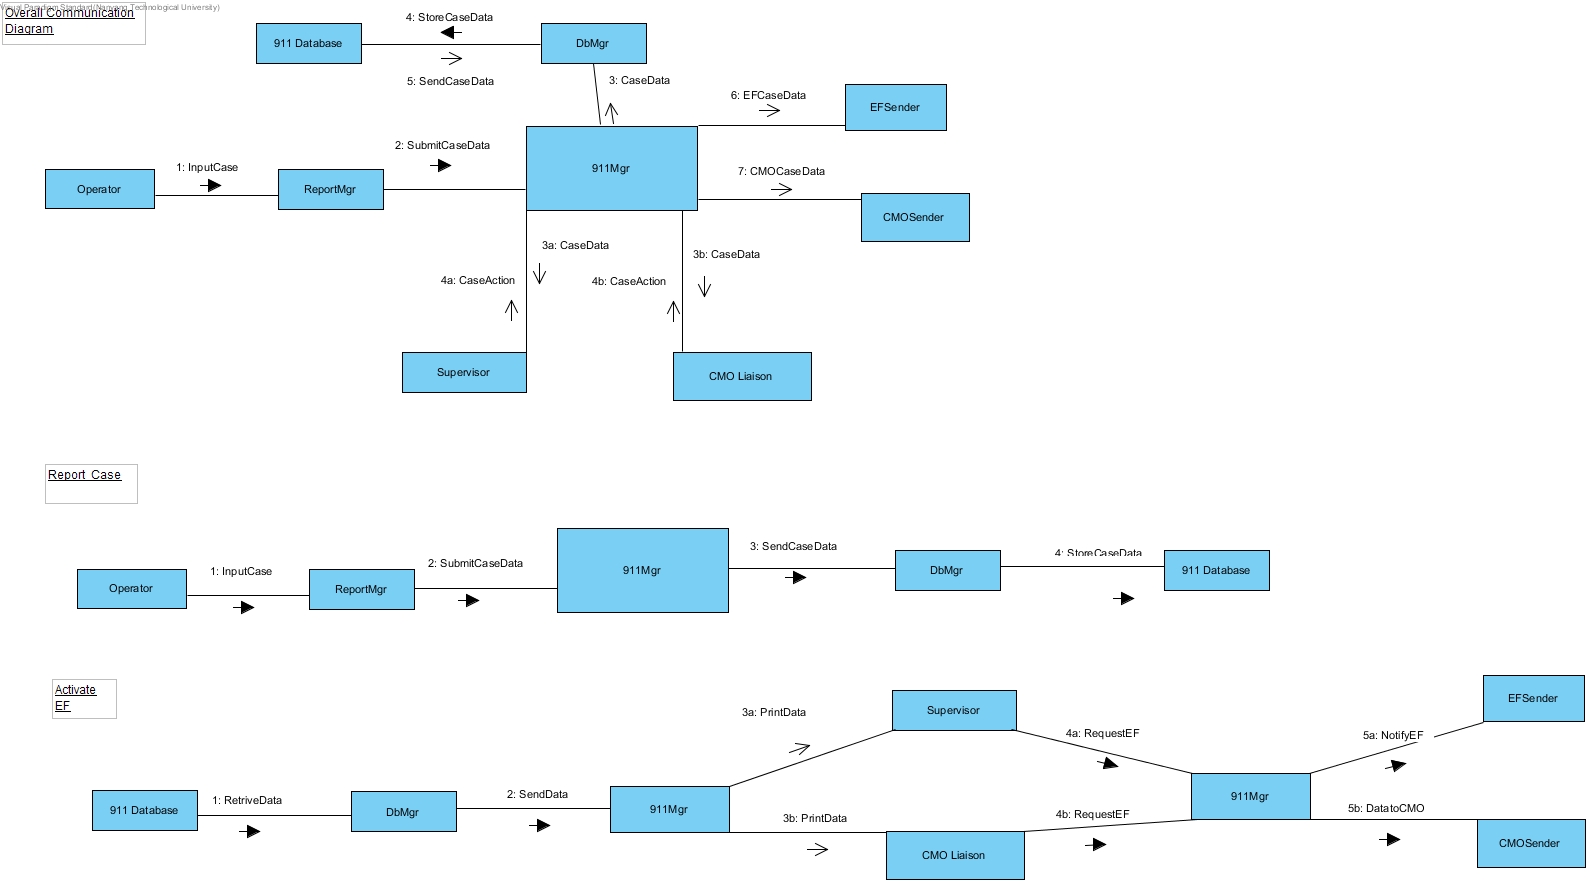 Visual Paradigm Standard(Nanyang Technological University)
Overall Communication
Diagram
4: StoreCaseData
911 Database
DbMgr
5: SendCaseData
3: CaseData
6: EFCaseData
EFSender
1: InputCase
2: SubmitCaseData
911Mgr
7: CMOCaseData
Operator
ReportMgr
CMOSender
3a: CaseData
3b: CaseData
4a: CaseAction
4b: CaseAction
Supervisor
CMO Liaison
Report Case
1: InputCase
2: SubmitCaseData
3: SendCaseData
4: StoreCaseData
Operator
ReportMgr
911Mgr
DbMgr
911 Database
Activate
EF
3a: PrintData
Supervisor
4a: RequestEF
5a: NotifyEF
EFSender
1: RetriveData
2: SendData
911 Database
DbMgr
911Mgr
3b: PrintData
CMO Liaison
4b: RequestEF
911Mgr
5b: DatatoCMO
CMOSender